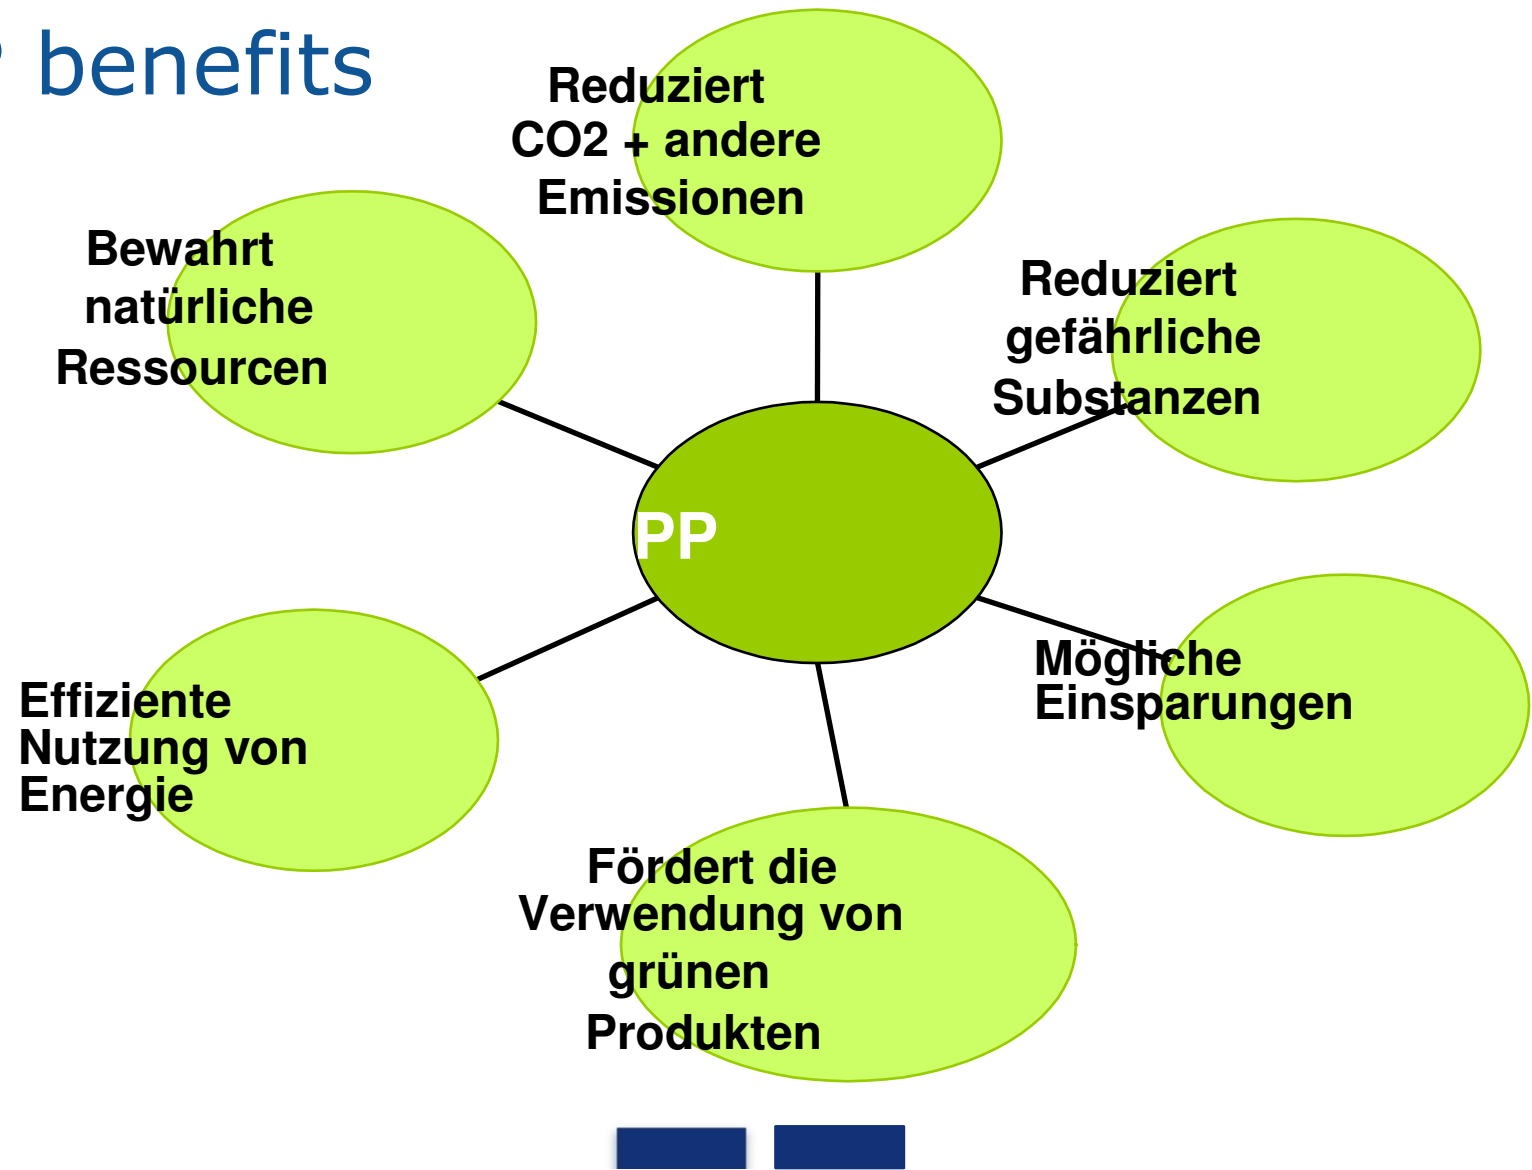 benefits
Reduziert
CO2 + andere
Emissionen
Bewahrt
natürliche
Ressourcen
Reduziert
gefährliche
Substanzen
PP
Mögliche
Einsparungen
Effiziente
Nutzung von
Energie
Fördert die
Verwendung von
grünen
Produkten